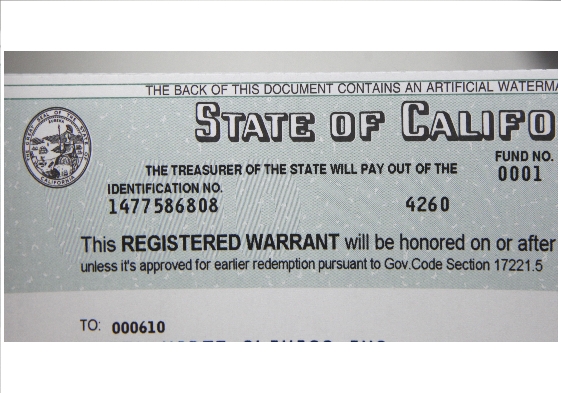 THE BACK OF THIS DOCUMENT CONTAINS AN ARTIFICIAL
STATE OF CALIFO
FUND NO.
THE TREASURER OF THE STATE WILL PAY OUT OF THE
0001
IDENTIFICATION NO.
1477586808 4260
This REGISTERED WARRANT will be honored on or after
unless it's approved for earlier redemption pursuant to Gov.Code Section 17221.5
TO: 000610